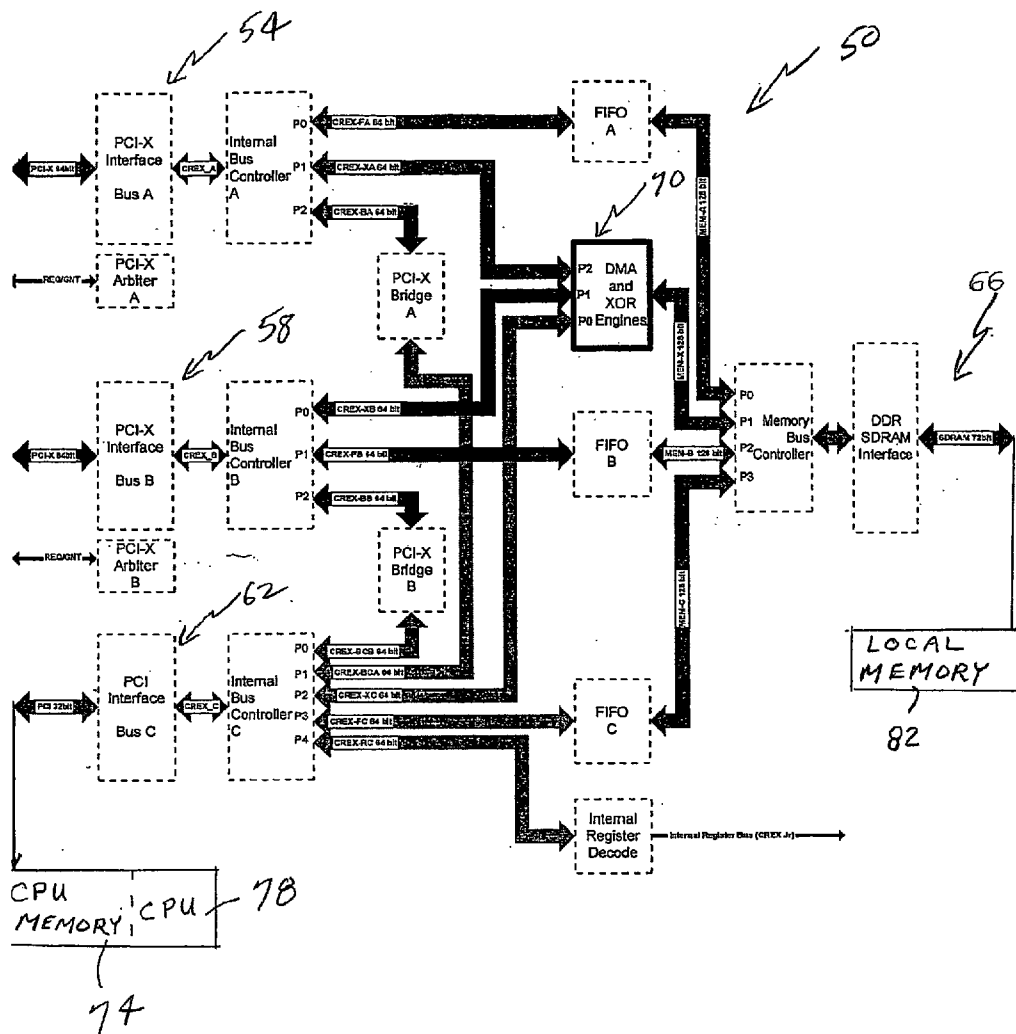 54
50
PCI-X
Interface
Bus A
Internal
Bus
Controller
A
P0
P1
P2
PCI-X 64bit
CREX_A
CREX-FA 64 bit
CREX-XA 64 bit
CREX-BA 64 bit
FIFO
A
MEM-A 128 bit
REQ/GNT
PCI-X
Arbiter
A
PCI-X
Bridge
A
70
P2
P1
P0
DMA
and
XOR
Engines
MEM-X 128 bit
58
66
PCI-X
Interface
Bus B
Internal
Bus
Controller
B
P0
P1
P2
PCI-X 64bit
CREX_B
CREX-XB 64 bit
CREX-FB 64 bit
CREX-BB 64 bit
FIFO
B
MEM-B 128 bit
P0
P1
P2
P3
Memory
Bus
Controller
DDR
SDRAM
Interface
SDRAM 72bit
REQ/GNT
PCI-X
Arbiter
B
PCI-X
Bridge
B
62
PCI
Interface
Bus C
Internal
Bus
Controller
C
P0
P1
P2
P3
P4
PCI 32bit
CREX_C
CREX-BCB 64 bit
CREX-BCA 64 bit
CREX-XC 64 bit
CREX-FC 64 bit
CREX-RC 64 bit
FIFO
C
MEM-C 128 bit
LOCAL
MEMORY
82
Internal
Register
Decode
Internal Register Bus (CREX Jr)
CPU
MEMORY
CPU
78
74